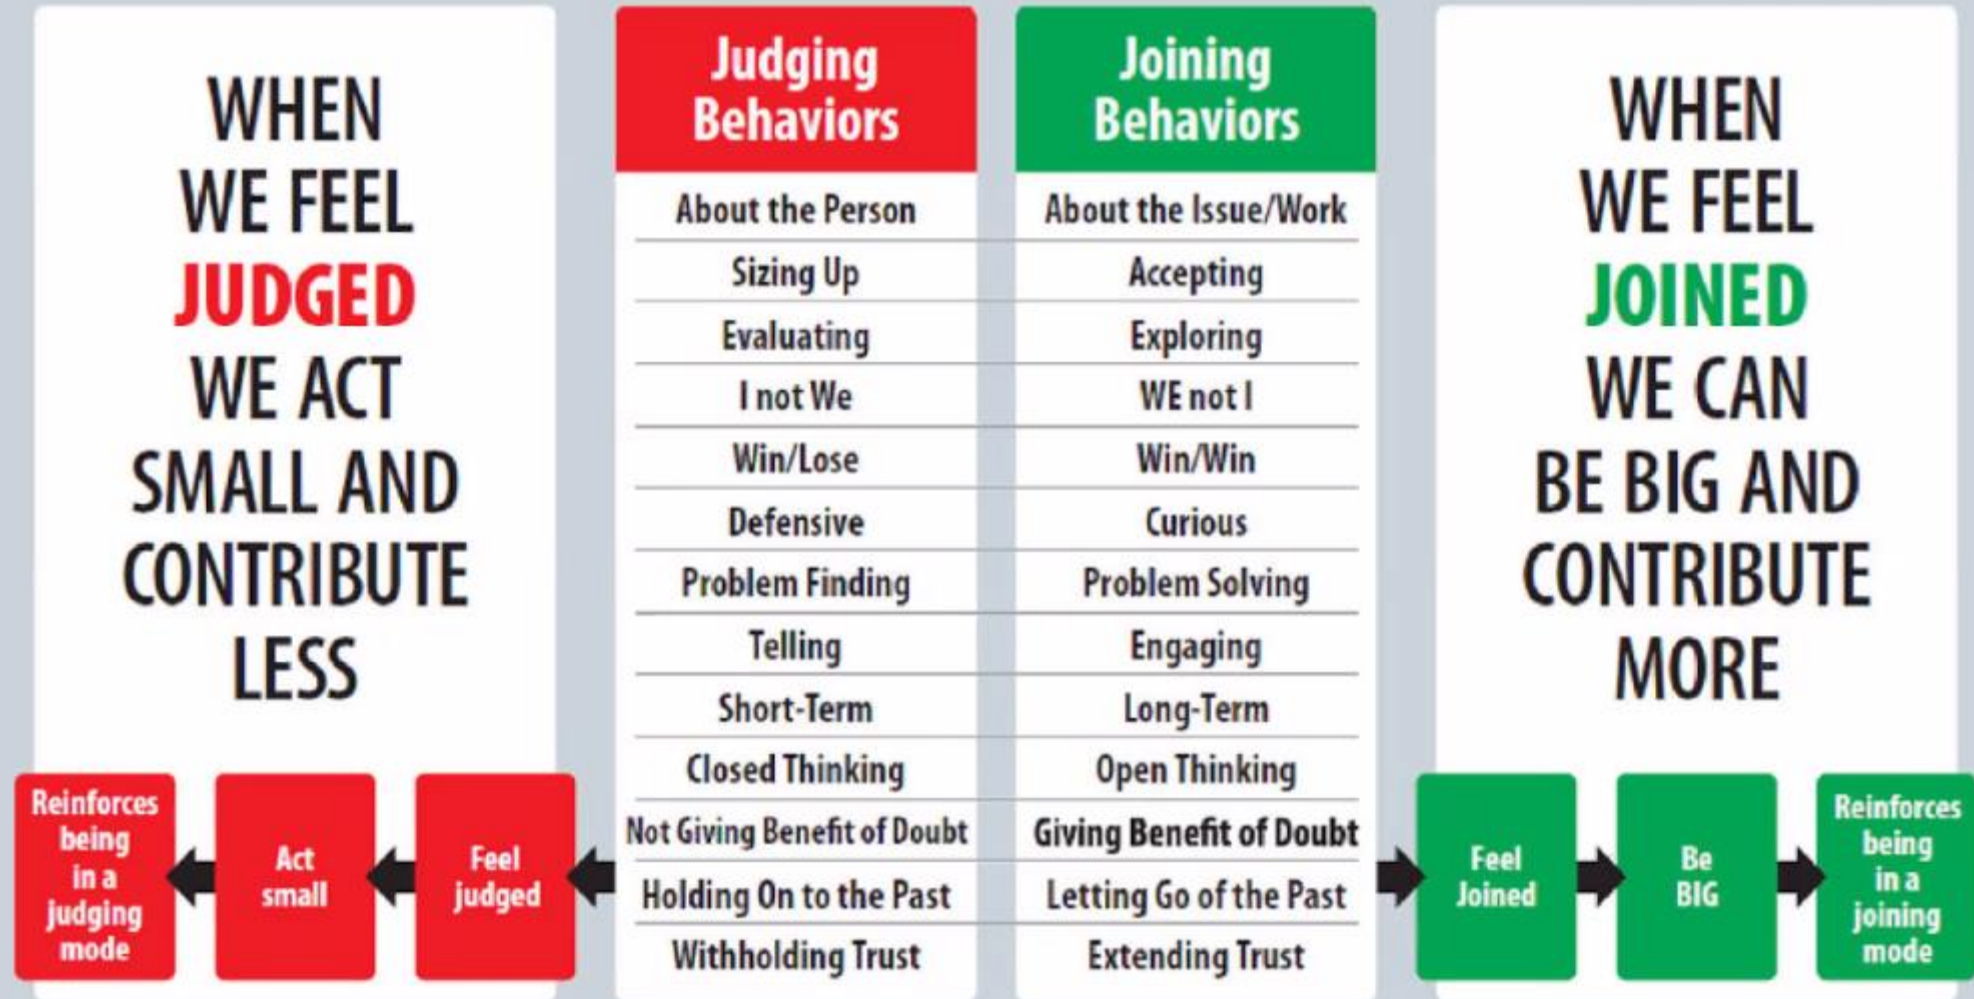 WHEN
WE FEEL
JUDGED
WE ACT
SMALL AND
CONTRIBUTE
LESS
Reinforces
being
in a
judging
mode
Act
small
Feel
judged
Judging
Behaviors
About the Person
Sizing Up
Evaluating
I not We
Win/Lose
Defensive
Problem Finding
Telling
Short-Term
Closed Thinking
Not Giving Benefit of Doubt
Holding On to the Past
Withholding Trust
Joining
Behaviors
About the Issue/Work
Accepting
Exploring
WE not I
Win/Win
Curious
Problem Solving
Engaging
Long-Term
Open Thinking
Giving Benefit of Doubt
Letting Go of the Past
Extending Trust
WHEN
WE FEEL
JOINED
WE CAN
BE BIG AND
CONTRIBUTE
MORE
Feel
Joined
Be
BIG
Reinforces
being
in a
joining
mode